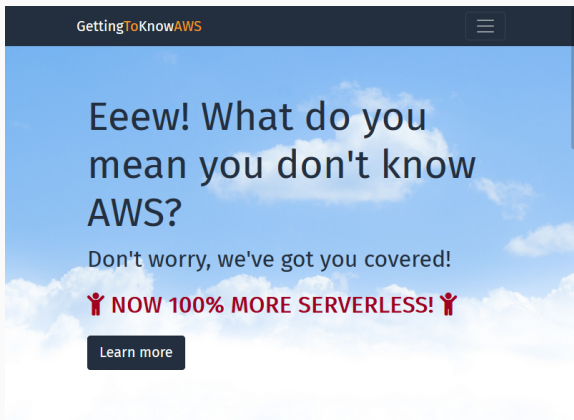 GettingToKnowAWS
Eeew! What do you
mean you don't know
AWS?
Don't worry, we've got you covered!
NOW 100% MORE SERVERLESS!
Learn more